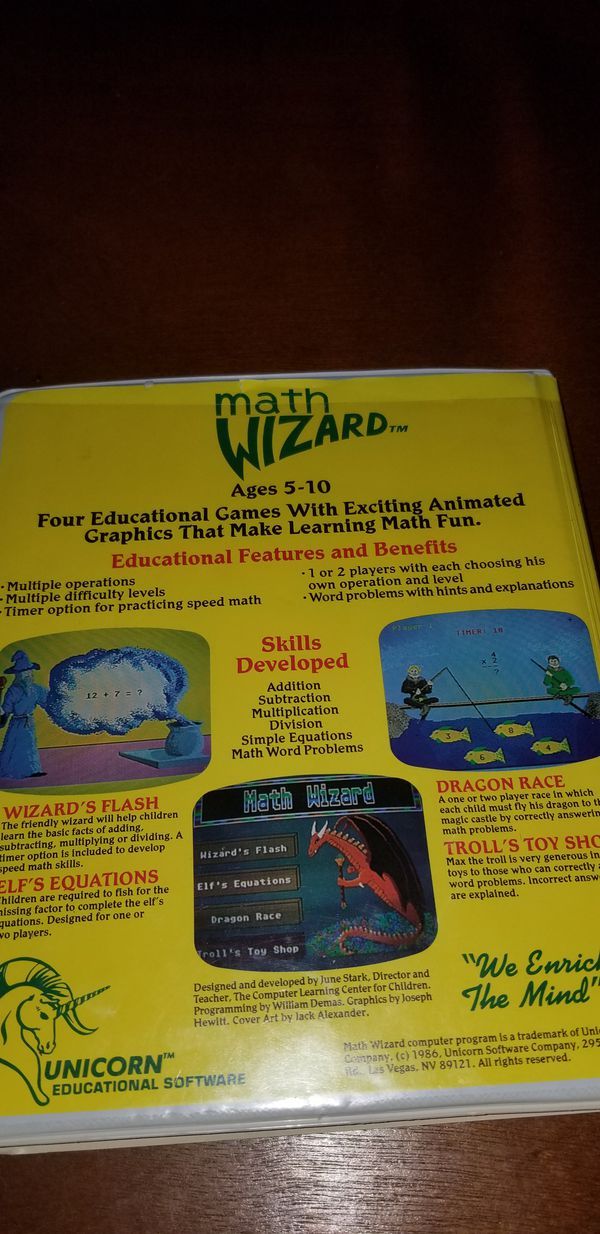 math
WIZARD™
Ages 5-10
Four Educational Games With Exciting Animated
Graphics That Make Learning Math Fun.
Educational Features and Benefits
· Multiple operations
· Multiple difficulty levels
· Timer option for practicing speed math
· 1 or 2 players with each choosing his
own operation and level
· Word problems with hints and explanations
12 + 7 = ?
Skills
Developed
Addition
Subtraction
Multiplication
Division
Simple Equations
Math Word Problems
Player 1
TIMER: 18
4
x 2
?
3
8
6
4
WIZARD'S FLASH
The friendly wizard will help children
learn the basic facts of adding,
subtracting, multiplying or dividing. A
timer option is included to develop
speed math skills.
ELF'S EQUATIONS
Children are required to fish for the
missing factor to complete the elf's
equations. Designed for one or
two players.
Math Wizard
Wizard's Flash
Elf's Equations
Dragon Race
Troll's Toy Shop
DRAGON RACE
A one or two player race in which
each child must fly his dragon to th
magic castle by correctly answerin
math problems.
TROLL'S TOY SHO
Max the troll is very generous in
toys to those who can correctly a
word problems. Incorrect answ
are explained.
Designed and developed by June Stark, Director and
Teacher, The Computer Learning Center for Children.
Programming by William Demas. Graphics by Joseph
Hewitt. Cover Art by Jack Alexander.
"We Enrich
The Mind"
UNICORN™
EDUCATIONAL SOFTWARE
Math Wizard computer program is a trademark of Unic
Company, (c) 1986, Unicorn Software Company, 295
Rd., Las Vegas, NV 89121. All rights reserved.